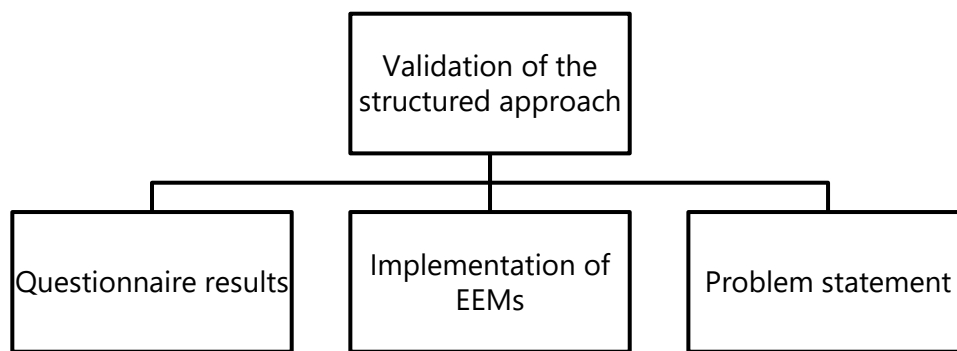 Validation of the
structured approach
Questionnaire results
Implementation of
EEMs
Problem statement